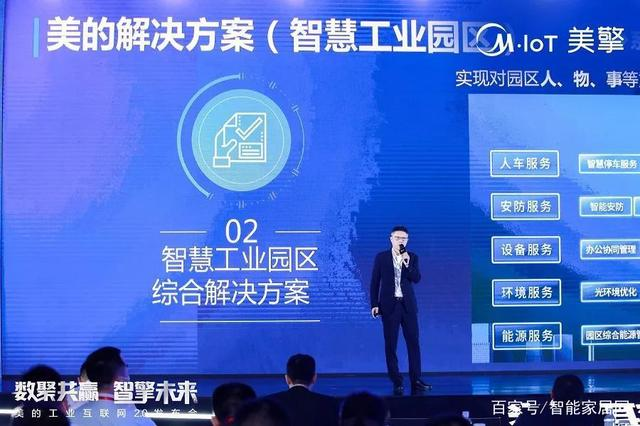 美的解决方案（智慧工业园区）
M·IoT 美擎
实现对园区人、物、事等
02
智慧工业园区
综合解决方案
人车服务
智慧停车服务
安防服务
智能安防
设备服务
办公协同管理
环境服务
光环境优化
能源服务
园区综合能源管
数聚共赢 智擎未来
美的工业互联网2.0发布会
百家号/智能家居网